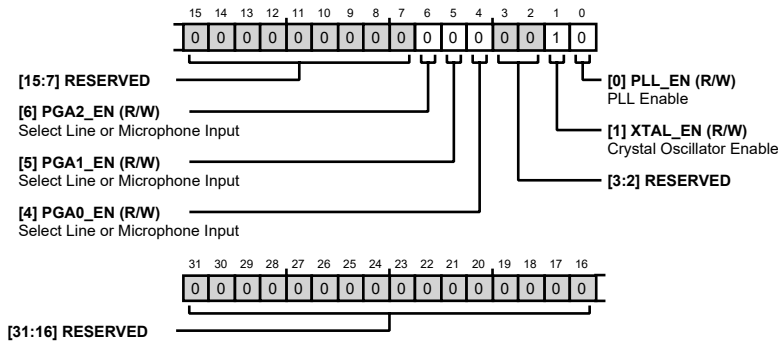 15 14 13 12 11 10 9 8 7 6 5 4 3 2 1 0
0 0 0 0 0 0 0 0 0 0 0 0 0 0 1 0
[15:7] RESERVED
[0] PLL_EN (R/W)
PLL Enable
[6] PGA2_EN (R/W)
Select Line or Microphone Input
[1] XTAL_EN (R/W)
Crystal Oscillator Enable
[5] PGA1_EN (R/W)
Select Line or Microphone Input
[3:2] RESERVED
[4] PGA0_EN (R/W)
Select Line or Microphone Input
31 30 29 28 27 26 25 24 23 22 21 20 19 18 17 16
0 0 0 0 0 0 0 0 0 0 0 0 0 0 0 0
[31:16] RESERVED